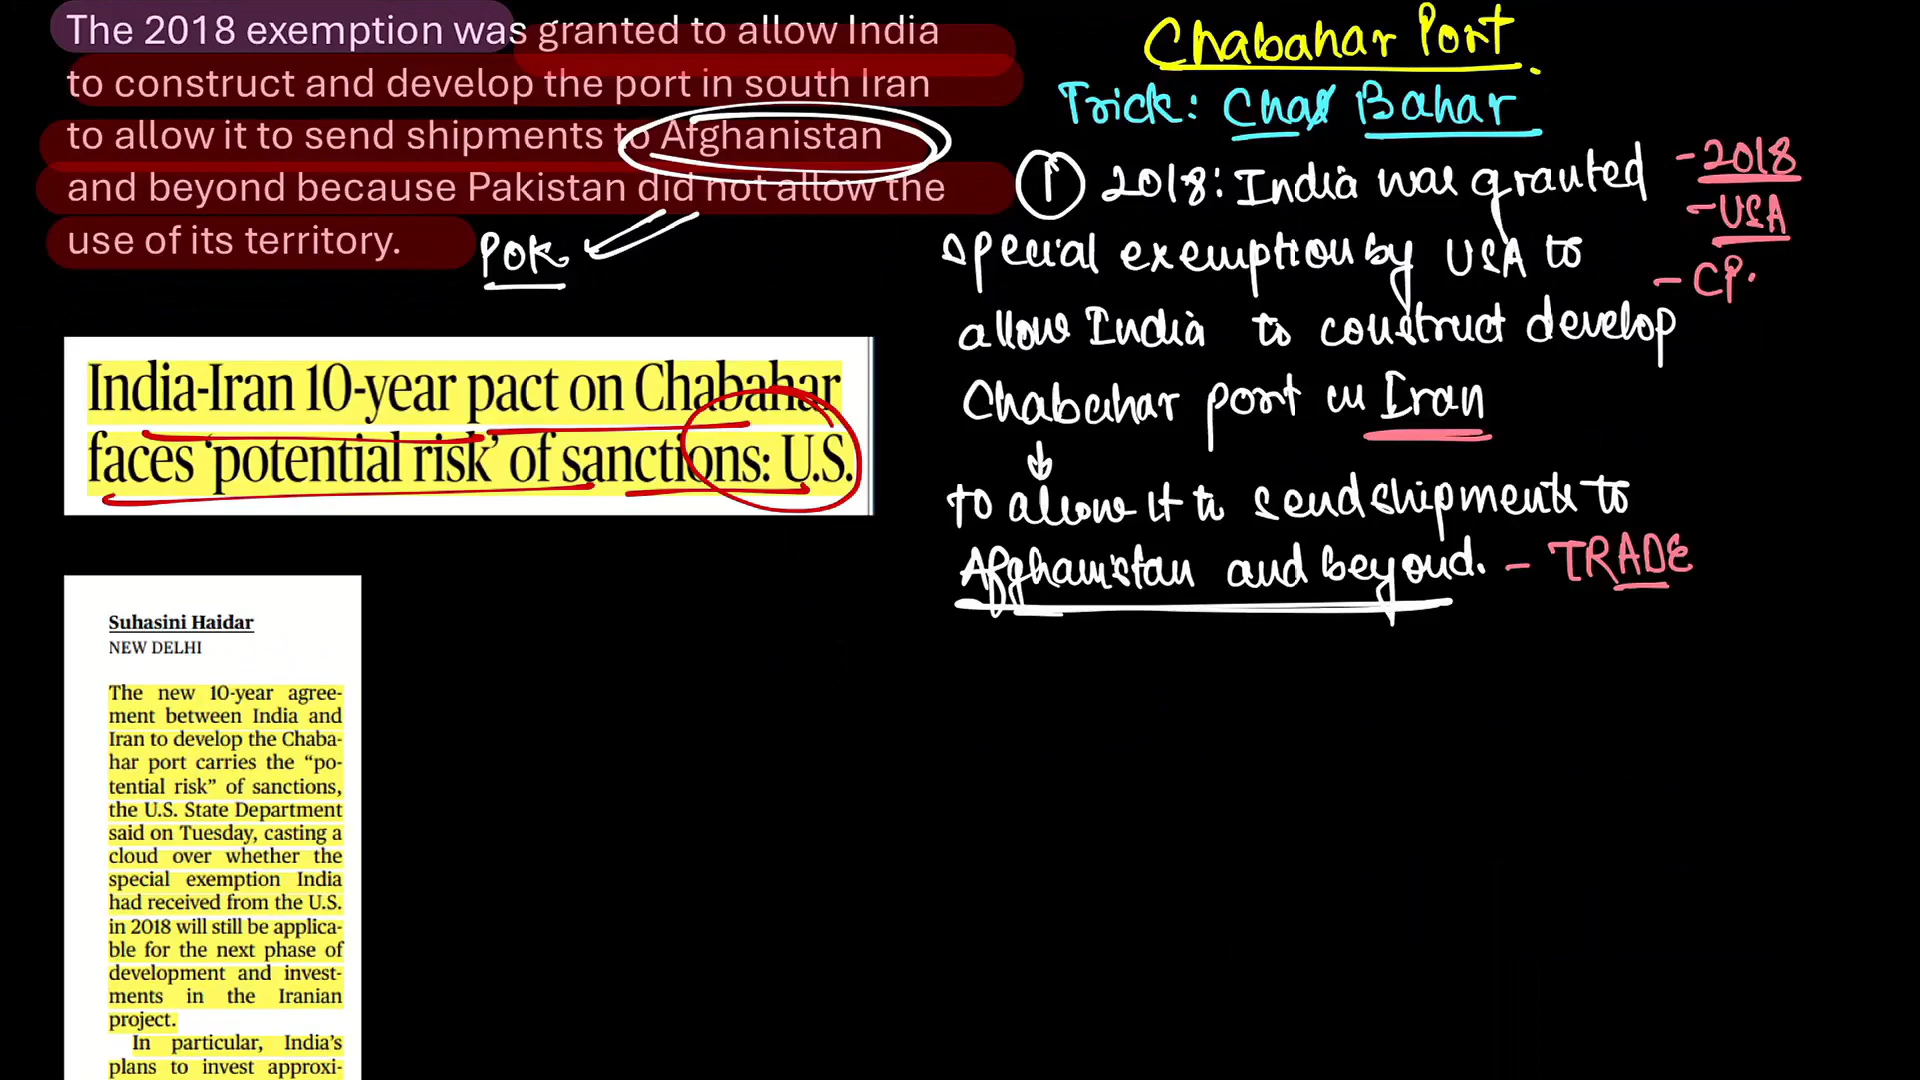 The 2018 exemption was granted to allow India
to construct and develop the port in south Iran
to allow it to send shipments to Afghanistan
and beyond because Pakistan did not allow the
use of its territory.
POK
India-Iran 10-year pact on Chabahar
faces ‘potential risk’ of sanctions: U.S.
Suhasini Haidar
NEW DELHI
The new 10-year agree-
ment between India and
Iran to develop the Chaba-
har port carries the “po-
tential risk” of sanctions,
the U.S. State Department
said on Tuesday, casting a
cloud over whether the
special exemption India
had received from the U.S.
in 2018 will still be applica-
ble for the next phase of
development and invest-
ments in the Iranian
project.
In particular, India’s
plans to invest approxi-
Chabahar Port
Trick: Chas Bahar
1 2018: India was granted
special exemption by USA to
allow India to construct develop
Chabahar port in Iran
to allow it to send shipments to
Afghanistan and beyond. - TRADE
- 2018
- USA
- CP.